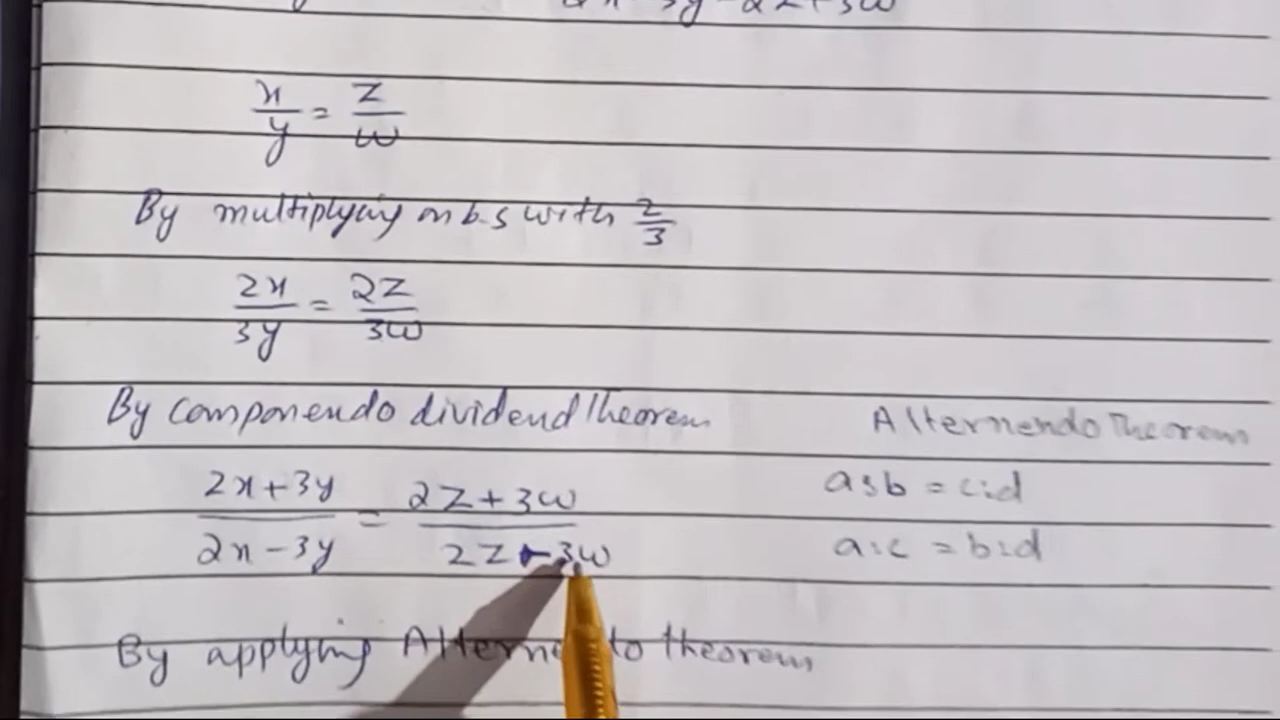 x/y = z/w
By multiplying on b.s with 2/3
2x/3y = 2z/3w
By componendo dividend Theorem
Alternendo Theorem
2x+3y/2x-3y = 2z+3w/2z-3w
a:b = c:d
a:c = b:d
By applying theorem